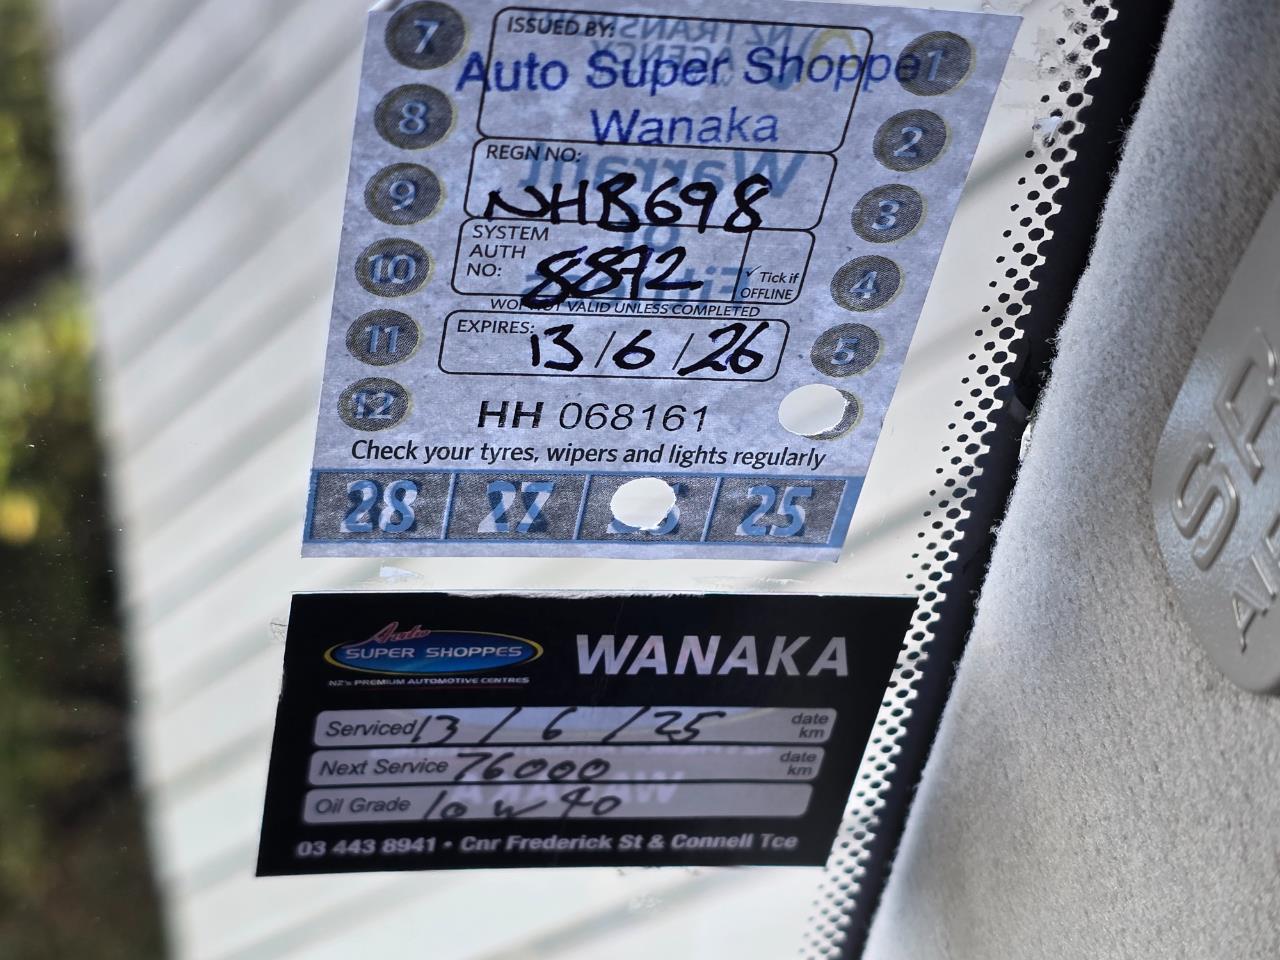 ISSUED BY:
Auto Super Shoppe
Wanaka
REGN NO:
NHB698
SYSTEM
AUTH
NO: 8872
✓ Tick if
OFFLINE
NOT VALID UNLESS COMPLETED
EXPIRES: 13/6/26
HH 068161
Check your tyres, wipers and lights regularly
7
8
9
10
11
12
1
2
3
4
5
28 27 25
Auto
SUPER SHOPPES
NZ's PREMIUM AUTOMOTIVE CENTRES
WANAKA
Serviced 13 / 6 / 25 date
km
Next Service 76000 date
km
Oil Grade 10 W 40
03 443 8941 • Cnr Frederick St & Connell Tce